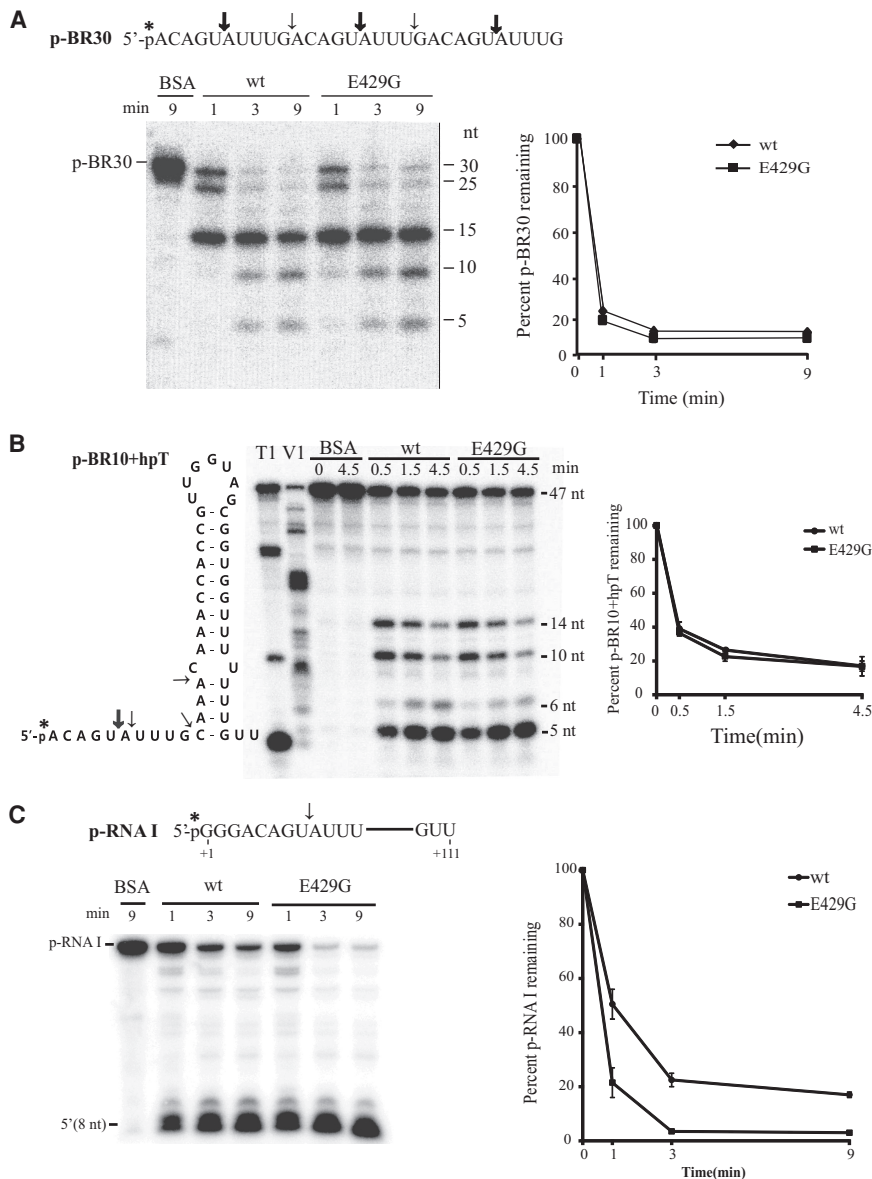 A
p-BR30 5'-pACAGUAUUUGACAGUAUUUGACAGUAUUUG
*
BSA wt E429G
min 9 1 3 9 1 3 9
nt
p-BR30
30
25
15
10
5
Percent p-BR30 remaining
100
80
60
40
20
0
0 1 3 9
Time (min)
wt
E429G
B
p-BR10+hpT
G G U
U A
U G
G - C
C - G
C - G
A - U
C - G
C - G
A - U
A - U
A - U
C U
A - U
A - U
A - U
*
5'-pACAGUAUUUGC - GUU
T1 V1 BSA wt E429G
0 4.5 0.5 1.5 4.5 0.5 1.5 4.5 min
47 nt
14 nt
10 nt
6 nt
5 nt
Percent p-BR10+hpT remaining
100
80
60
40
20
0
0 0.5 1.5 4.5
Time(min)
wt
E429G
C
p-RNA I 5'-pGGGACAGUAUUU GUU
*
+1 +111
BSA wt E429G
min 9 1 3 9 1 3 9
p-RNA I
5'(8 nt)
Percent p-RNA I remaining
100
80
60
40
20
0
0 1 3 9
Time(min)
wt
E429G